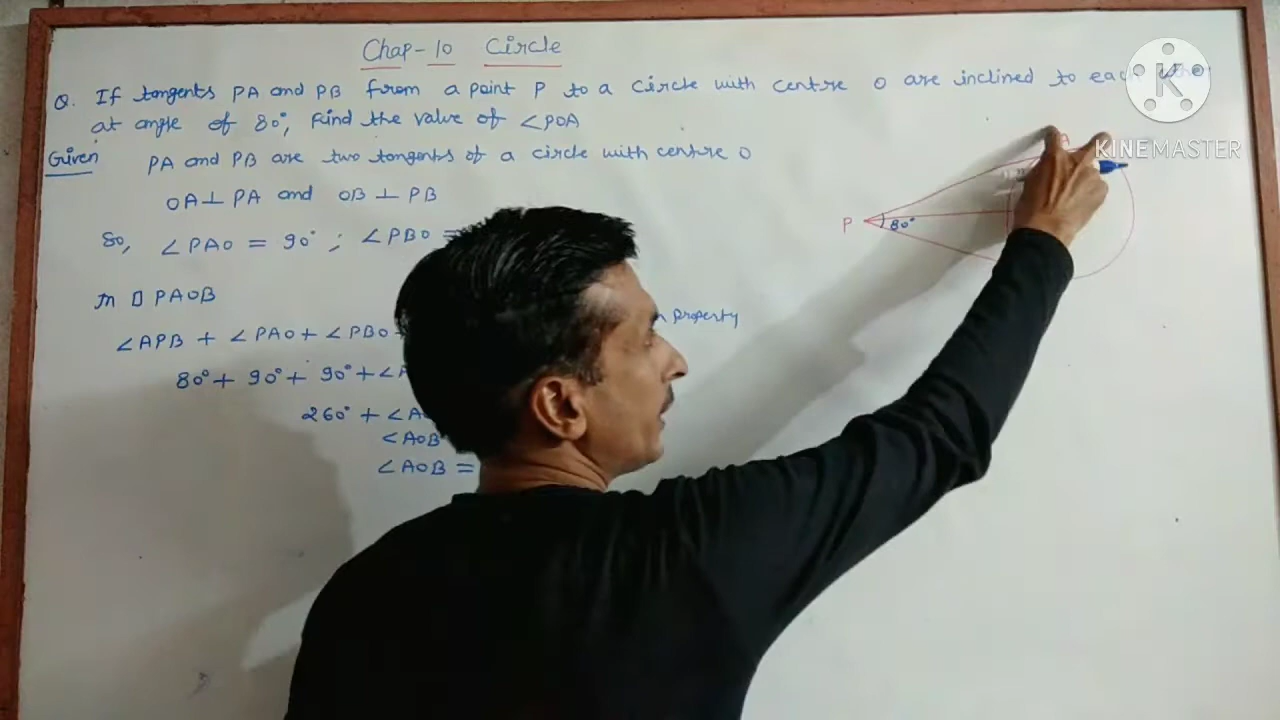 Chap-10 Circle
Q. If tangents PA and PB from a point P to a circle with centre O are inclined to each other
at angle of 80°, Find the value of ∠POA
Given PA and PB are two tangents of a circle with centre O
OA⊥PA and OB⊥PB
So, ∠PAO = 90° ; ∠PBO =
In □ PAOB
∠APB + ∠PAO + ∠PBO
property
80° + 90° + 90° + ∠A
260° + ∠AO
∠AOB
∠AOB =
P 80°
K
KINEMASTER